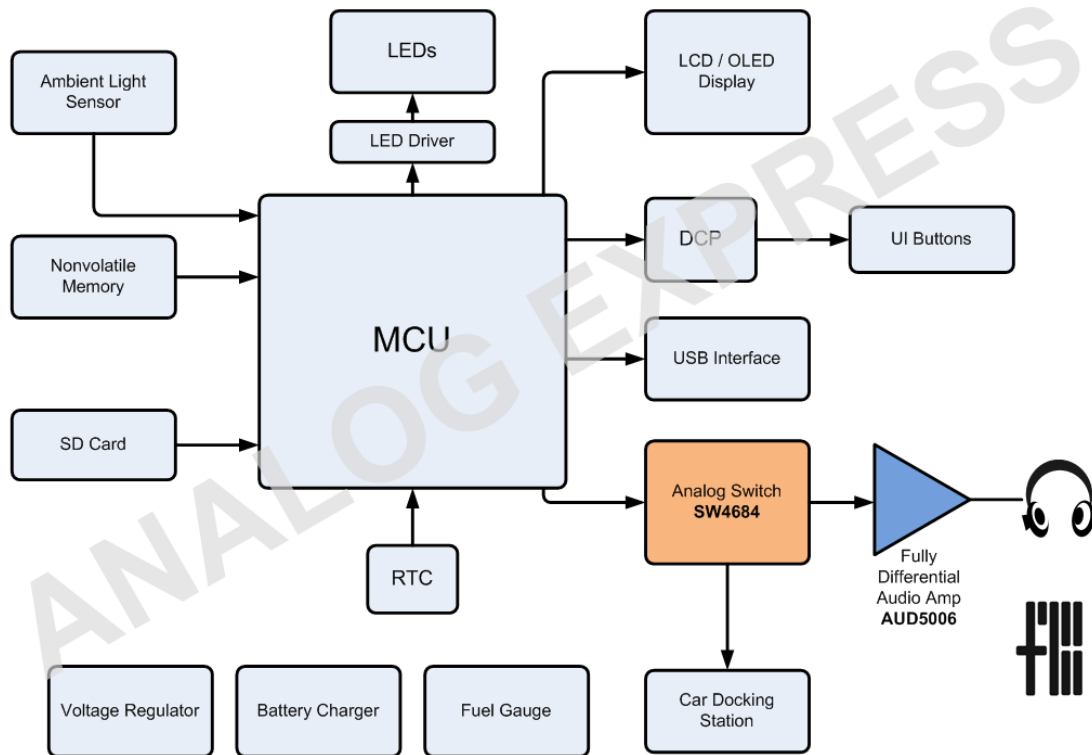 LEDs
LCD / OLED
Display
Ambient Light
Sensor
LED Driver
Nonvolatile
Memory
DCP
UI Buttons
MCU
USB Interface
SD Card
Analog Switch
SW4684
Fully
Differential
Audio Amp
AUD5006
RTC
Voltage Regulator
Battery Charger
Fuel Gauge
Car Docking
Station
ANALOG EXPRESS